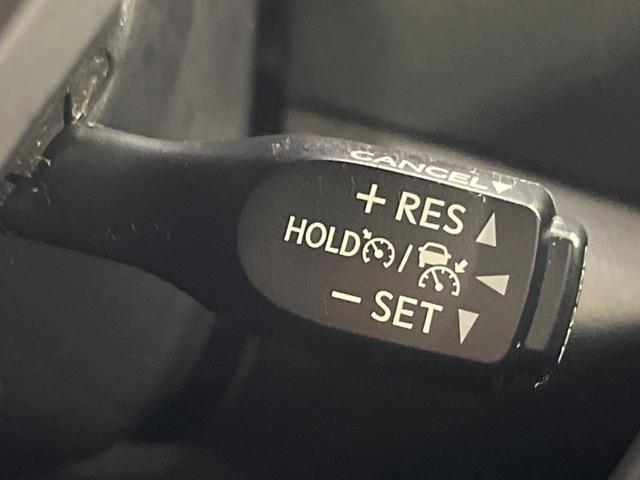 CANCEL
+ RES
HOLD /
− SET